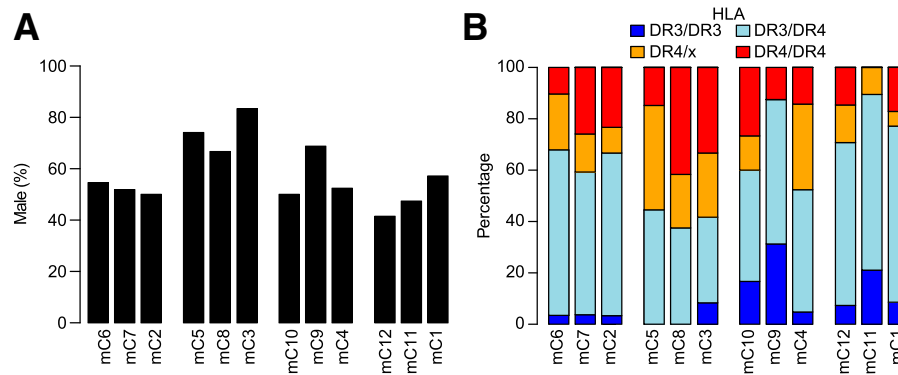 A
100
80
60
40
20
0
Male (%)
mC6
mC7
mC2
mC5
mC8
mC3
mC10
mC9
mC4
mC12
mC11
mC1
B
HLA
DR3/DR3
DR3/DR4
DR4/x
DR4/DR4
100
80
60
40
20
0
Percentage
mC6
mC7
mC2
mC5
mC8
mC3
mC10
mC9
mC4
mC12
mC11
mC1